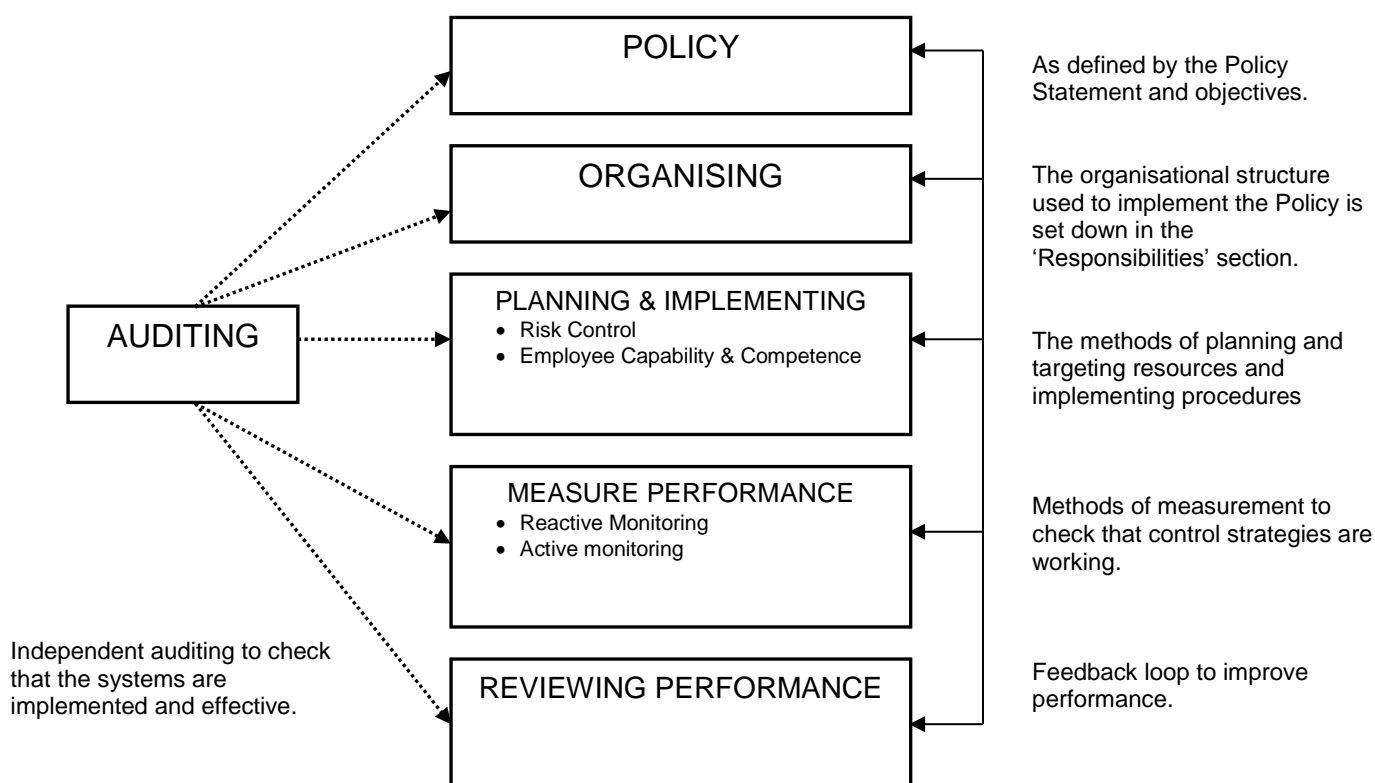 POLICY
As defined by the Policy
Statement and objectives.
ORGANISING
The organisational structure
used to implement the Policy is
set down in the
‘Responsibilities’ section.
AUDITING
PLANNING & IMPLEMENTING
• Risk Control
• Employee Capability & Competence
The methods of planning and
targeting resources and
implementing procedures
MEASURE PERFORMANCE
• Reactive Monitoring
• Active monitoring
Methods of measurement to
check that control strategies are
working.
Independent auditing to check
that the systems are
implemented and effective.
REVIEWING PERFORMANCE
Feedback loop to improve
performance.